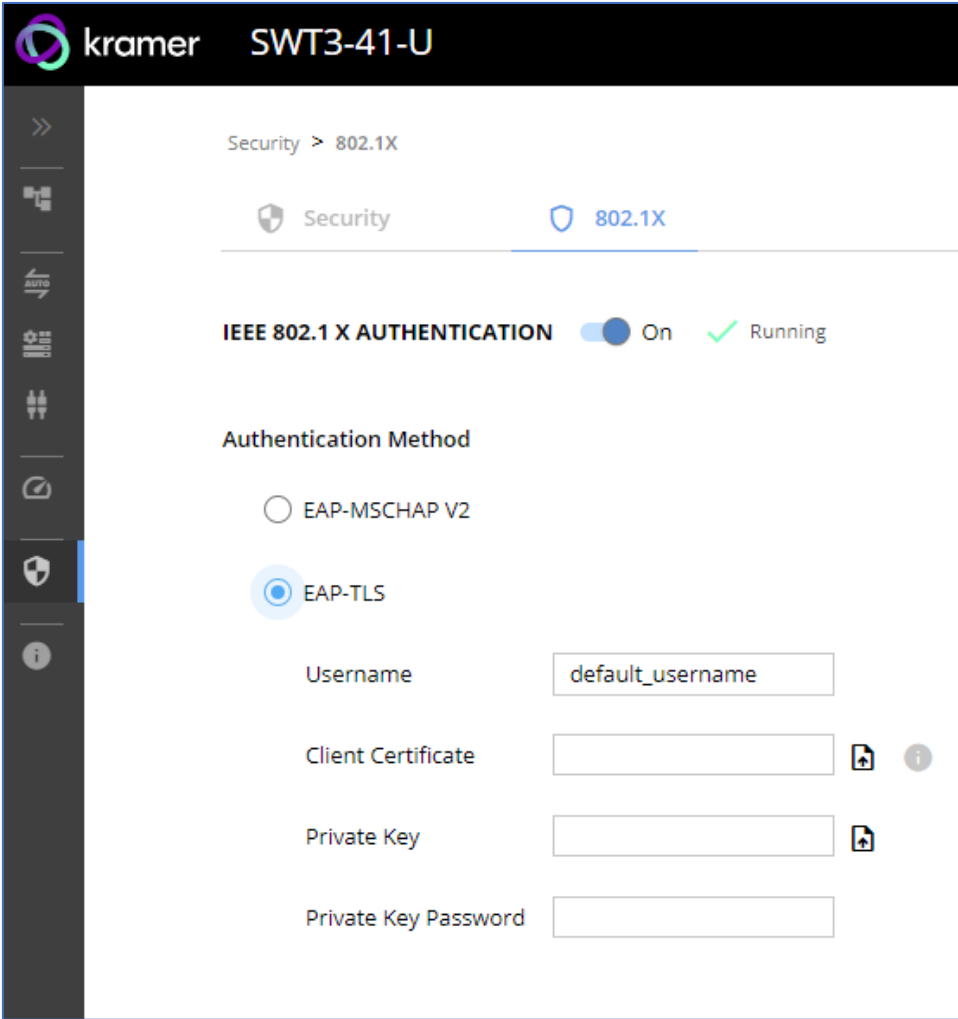 kramer SWT3-41-U
Security > 802.1X
Security 802.1X
IEEE 802.1 X AUTHENTICATION On Running
AUTO
Authentication Method
EAP-MSCHAP V2
EAP-TLS
Username default_username
Client Certificate
Private Key
Private Key Password